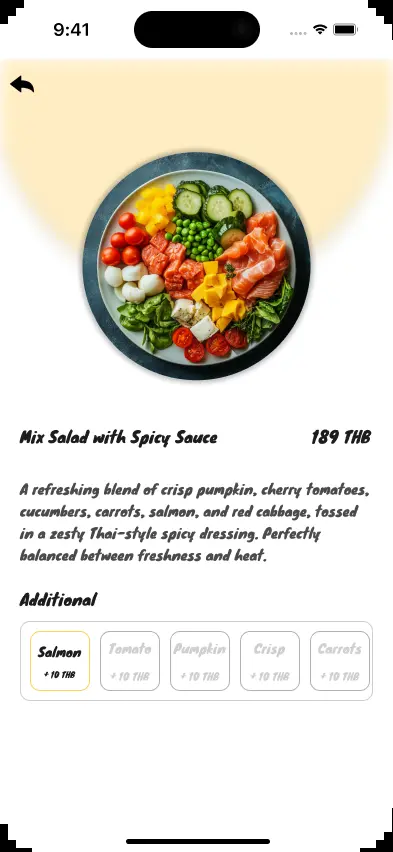 9:41
Mix Salad with Spicy Sauce 189 THB
A refreshing blend of crisp pumpkin, cherry tomatoes,
cucumbers, carrots, salmon, and red cabbage, tossed
in a zesty Thai-style spicy dressing. Perfectly
balanced between freshness and heat.
Additional
Salmon Tomato Pumpkin Crisp Carrots
+ 10 THB + 10 THB + 10 THB + 10 THB + 10 THB